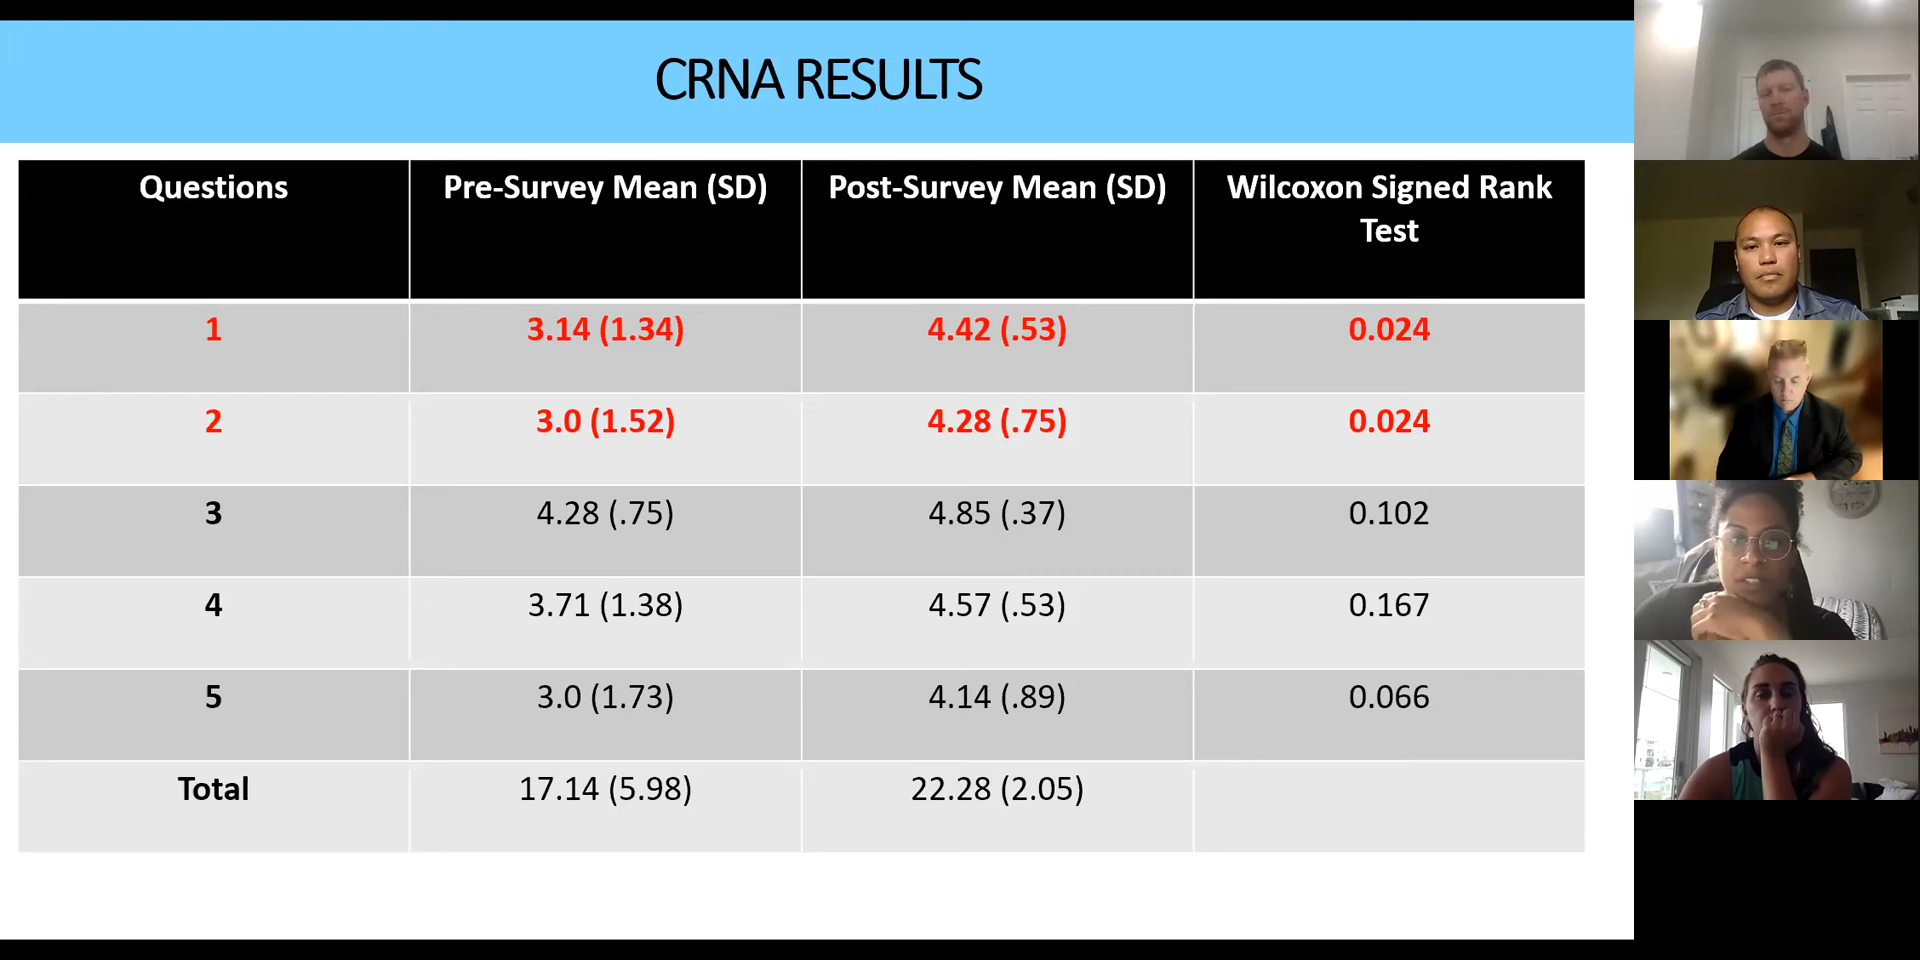 CRNA RESULTS
Questions Pre-Survey Mean (SD) Post-Survey Mean (SD) Wilcoxon Signed Rank Test
1 3.14 (1.34) 4.42 (.53) 0.024
2 3.0 (1.52) 4.28 (.75) 0.024
3 4.28 (.75) 4.85 (.37) 0.102
4 3.71 (1.38) 4.57 (.53) 0.167
5 3.0 (1.73) 4.14 (.89) 0.066
Total 17.14 (5.98) 22.28 (2.05)